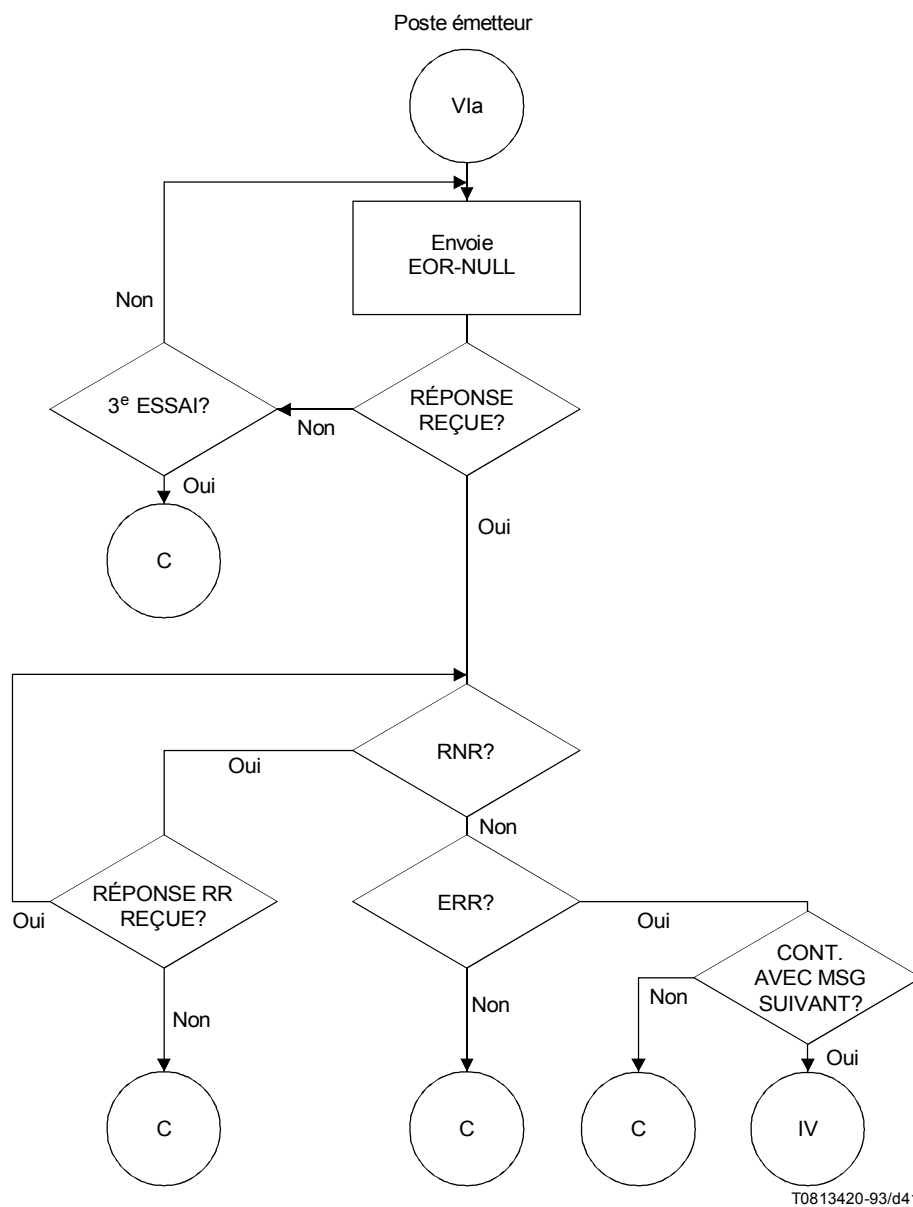 Poste émetteur
VIa
Envoie
EOR-NULL
Non
3e ESSAI?
Non
RÉPONSE
REÇUE?
Oui
C
Oui
RNR?
Oui
Non
RÉPONSE RR
REÇUE?
Oui
ERR?
Oui
CONT.
AVEC MSG
SUIVANT?
Non
Non
Non
Oui
C
C
C
IV
T0813420-93/d41